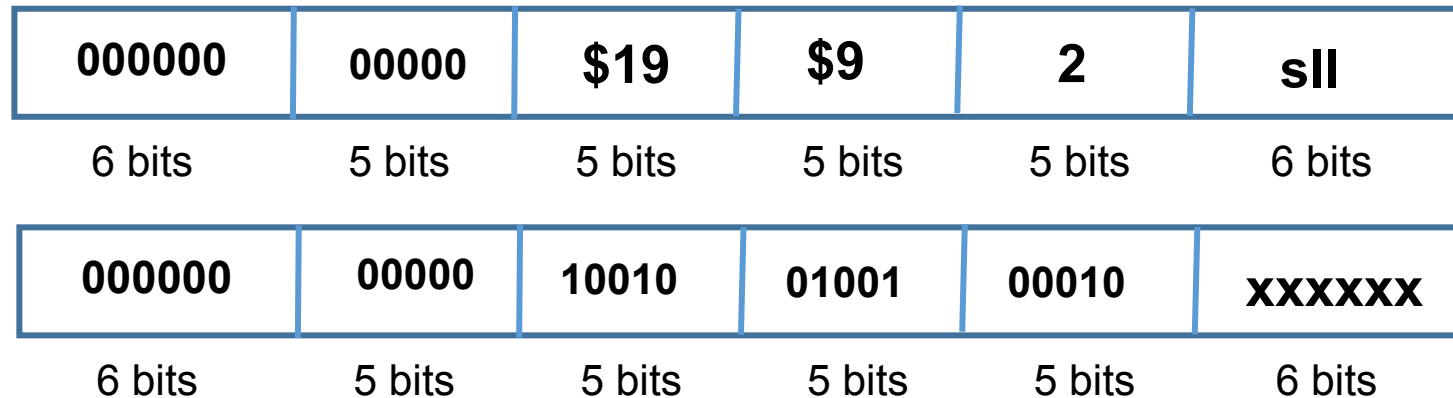 000000 00000 $19 $9 2 sll
6 bits 5 bits 5 bits 5 bits 5 bits 6 bits
000000 00000 10010 01001 00010 xxxxxx
6 bits 5 bits 5 bits 5 bits 5 bits 6 bits